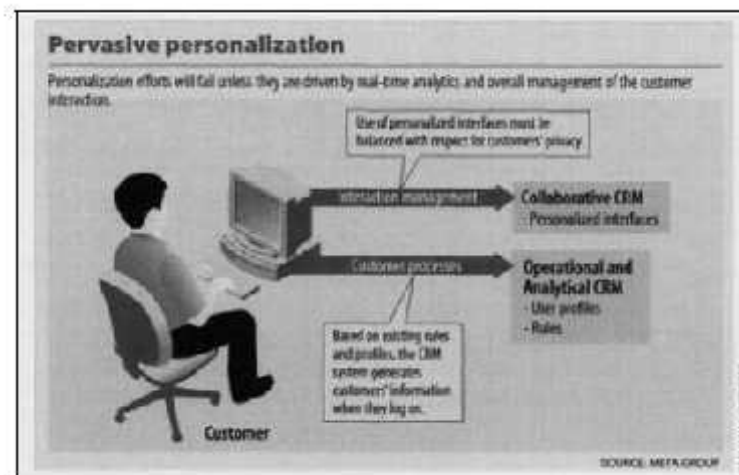 Pervasive personalization
Personalization efforts will fail unless they are driven by real-time analytics and overall management of the customer
interaction.
Use of personalized interfaces must be
balanced with respect for customers' privacy
Interaction management
Collaborative CRM
- Personalized interfaces
Customer processes
Operational and
Analytical CRM
- User profiles
- Rules
Based on existing rules
and profiles, the CRM
system generates
customers' information
when they log on.
Customer
SOURCE: META GROUP